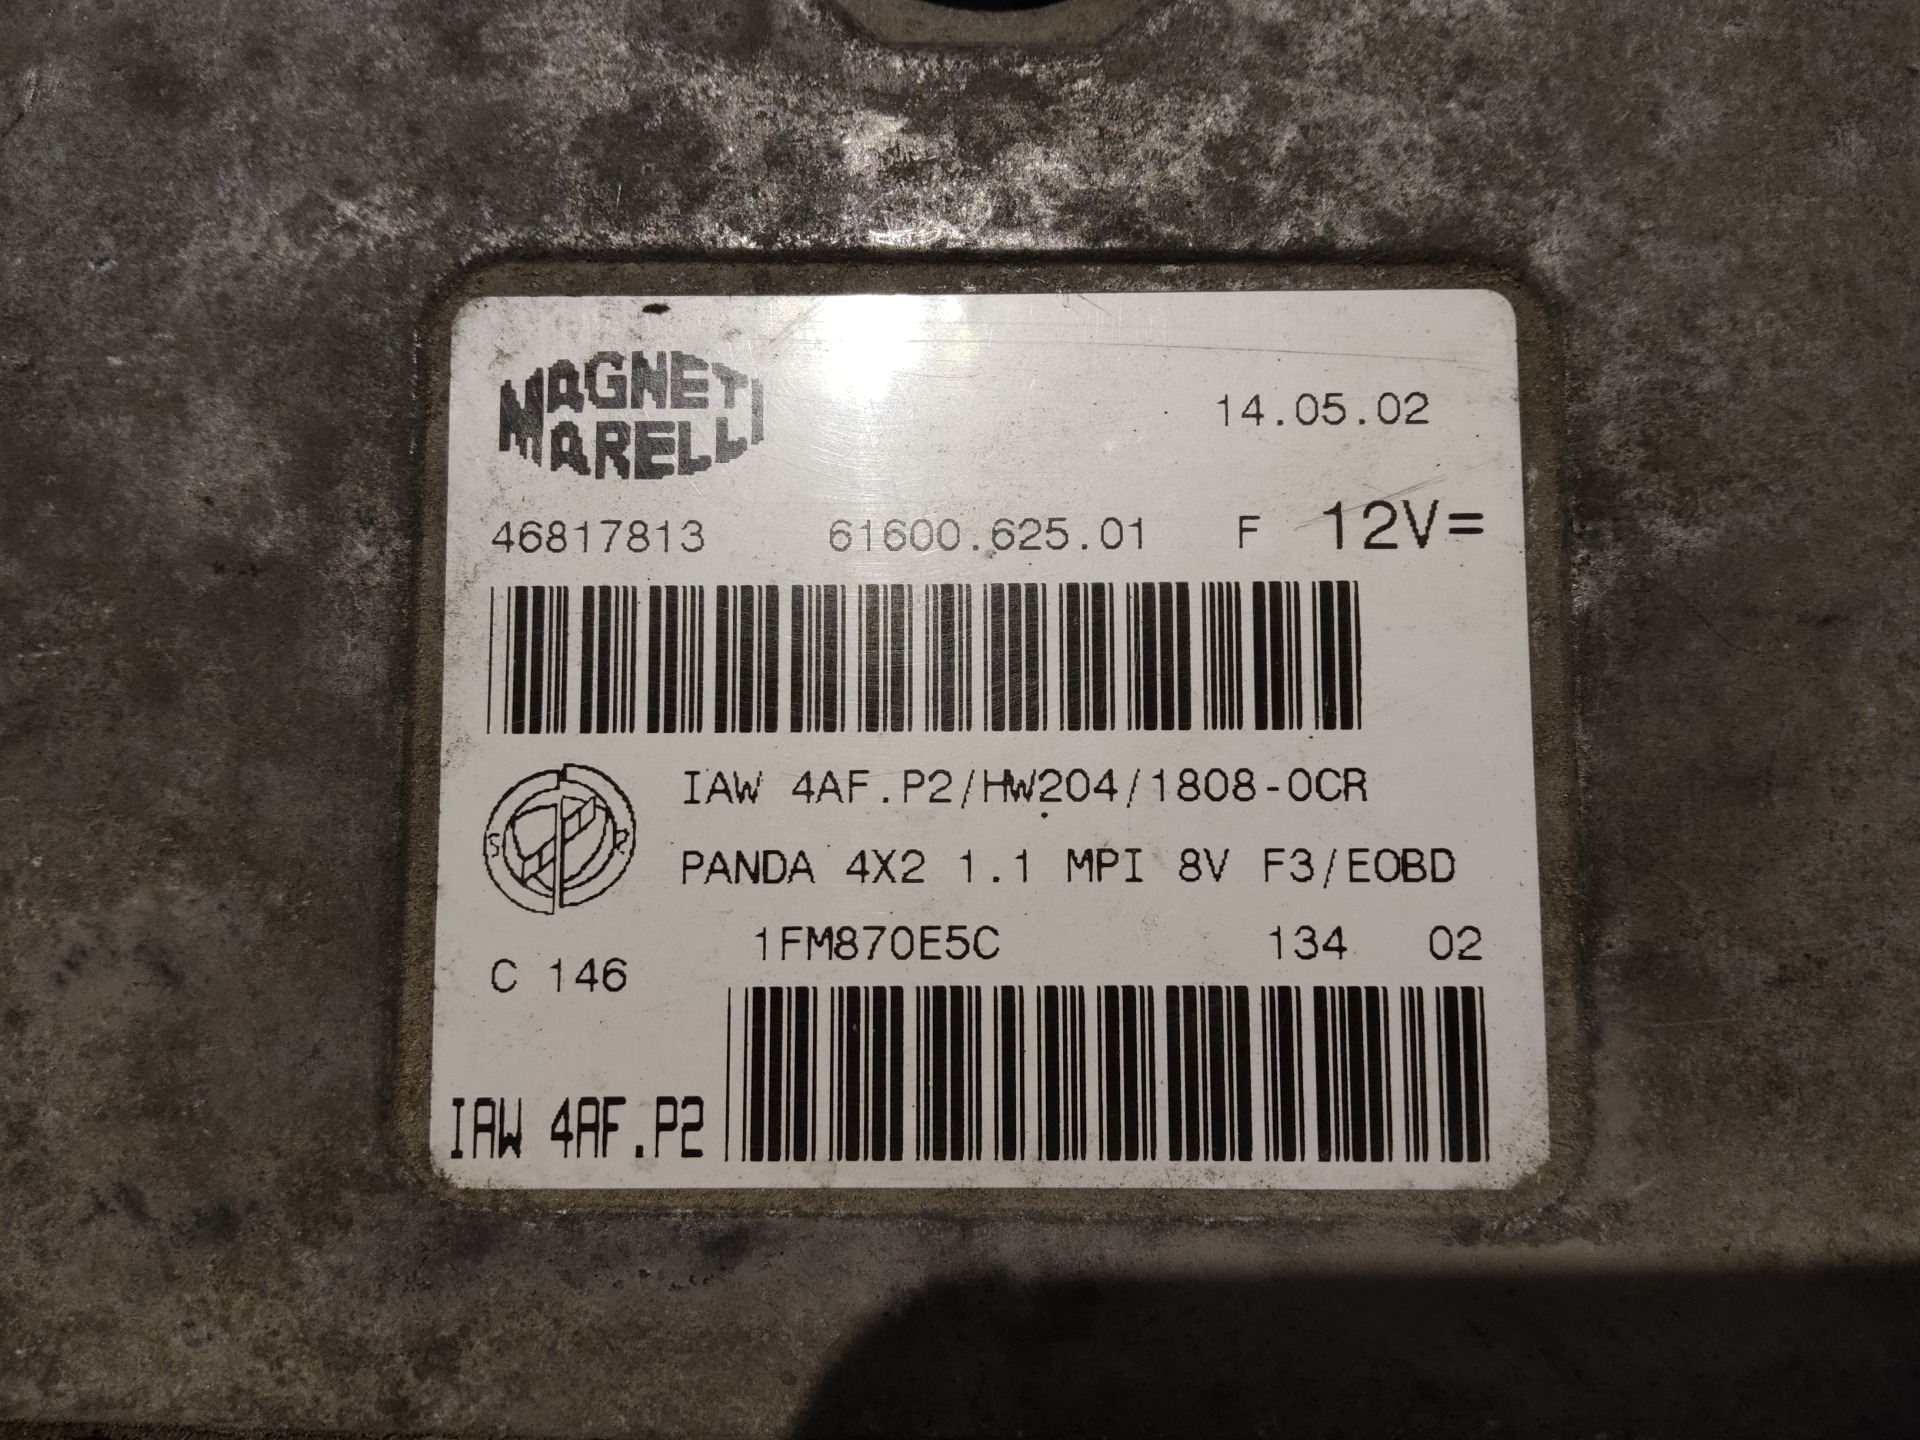 MAGNETI
MARELLI
14.05.02
46817813 61600.625.01 F 12V=
IAW 4AF.P2/HW204/1808-0CR
PANDA 4X2 1.1 MPI 8V F3/EOBD
1FM870E5C 134 02
C 146
IAW 4AF.P2